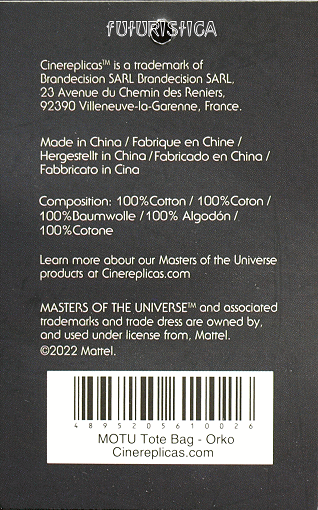 FUTURISTICA
Cinereplicas™ is a trademark of
Brandecision SARL Brandecision SARL,
23 Avenue du Chemin des Reniers,
92390 Villeneuve-la-Garenne, France.
Made in China / Fabrique en Chine /
Hergestellt in China / Fabricado en China /
Fabbricato in Cina
Composition: 100%Cotton / 100%Coton /
100%Baumwolle / 100% Algodón /
100%Cotone
Learn more about our Masters of the Universe
products at Cinereplicas.com
MASTERS OF THE UNIVERSE™ and associated
trademarks and trade dress are owned by,
and used under license from, Mattel.
©2022 Mattel.
4895205610026
MOTU Tote Bag - Orko
Cinereplicas.com